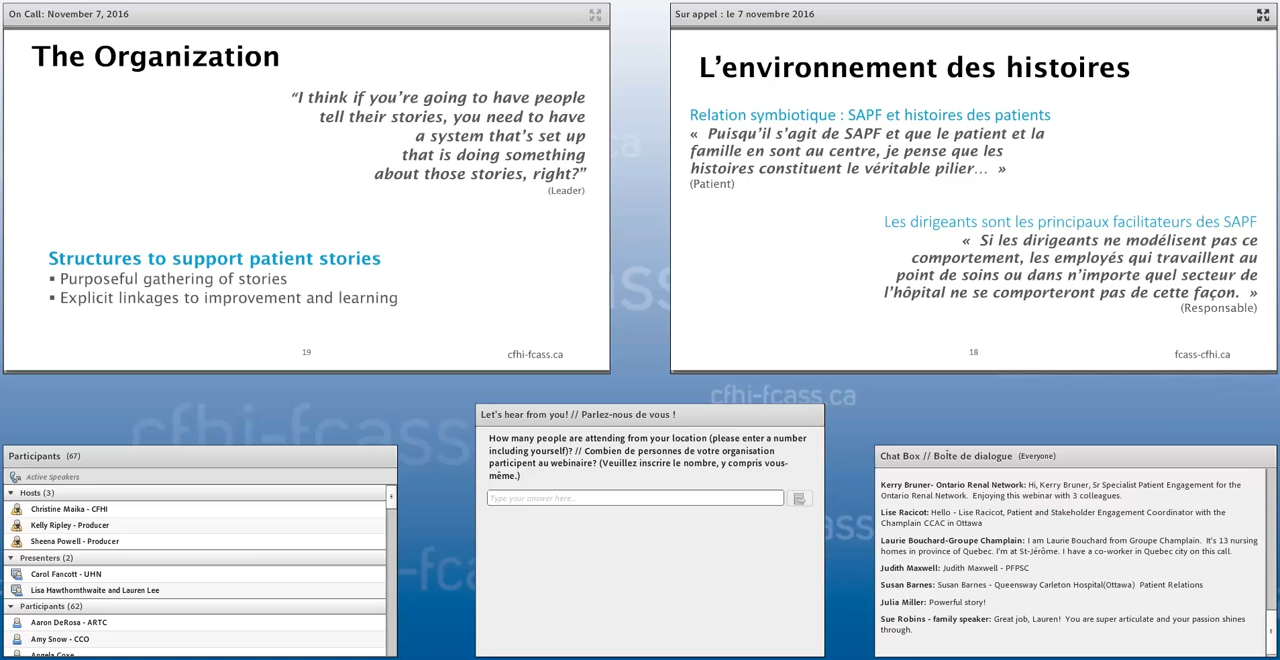 On Call: November 7, 2016
The Organization
“I think if you’re going to have people
tell their stories, you need to have
a system that’s set up
that is doing something
about those stories, right?”
(Leader)
Structures to support patient stories
▪ Purposeful gathering of stories
▪ Explicit linkages to improvement and learning
19
cfhi-fcass.ca
Sur appel : le 7 novembre 2016
L’environnement des histoires
Relation symbiotique : SAPF et histoires des patients
« Puisqu’il s’agit de SAPF et que le patient et la
famille en sont au centre, je pense que les
histoires constituent le véritable pilier… »
(Patient)
Les dirigeants sont les principaux facilitateurs des SAPF
« Si les dirigeants ne modélisent pas ce
comportement, les employés qui travaillent au
point de soins ou dans n’importe quel secteur de
l’hôpital ne se comporteront pas de cette façon. »
(Responsable)
18
fcass-cfhi.ca
cfhi-fcass.ca
cfhi-fcass
Participants (67)
Active Speakers
Hosts (3)
Christine Maika - CFHI
Kelly Ripley - Producer
Sheena Powell - Producer
Presenters (2)
Carol Fancott - UHN
Lisa Hawthornthwaite and Lauren Lee
Participants (62)
Aaron DeRosa - ARTC
Amy Snow - CCO
Angela Coxe
Let's hear from you! // Parlez-nous de vous !
How many people are attending from your location (please enter a number
including yourself)? // Combien de personnes de votre organisation
participent au webinaire? (Veuillez inscrire le nombre, y compris vous-
même.)
Type your answer here...
Chat Box // Boîte de dialogue (Everyone)
Kerry Bruner- Ontario Renal Network: Hi, Kerry Bruner, Sr Specialist Patient Engagement for the
Ontario Renal Network. Enjoying this webinar with 3 colleagues.
Lise Racicot: Hello - Lise Racicot, Patient and Stakeholder Engagement Coordinator with the
Champlain CCAC in Ottawa
Laurie Bouchard-Groupe Champlain: I am Laurie Bouchard from Groupe Champlain. It's 13 nursing
homes in province of Quebec. I'm at St-Jérôme. I have a co-worker in Quebec city on this call.
Judith Maxwell: Judith Maxwell - PFPSC
Susan Barnes: Susan Barnes - Queensway Carleton Hospital(Ottawa) Patient Relations
Julia Miller: Powerful story!
Sue Robins - family speaker: Great job, Lauren! You are super articulate and your passion shines
through.